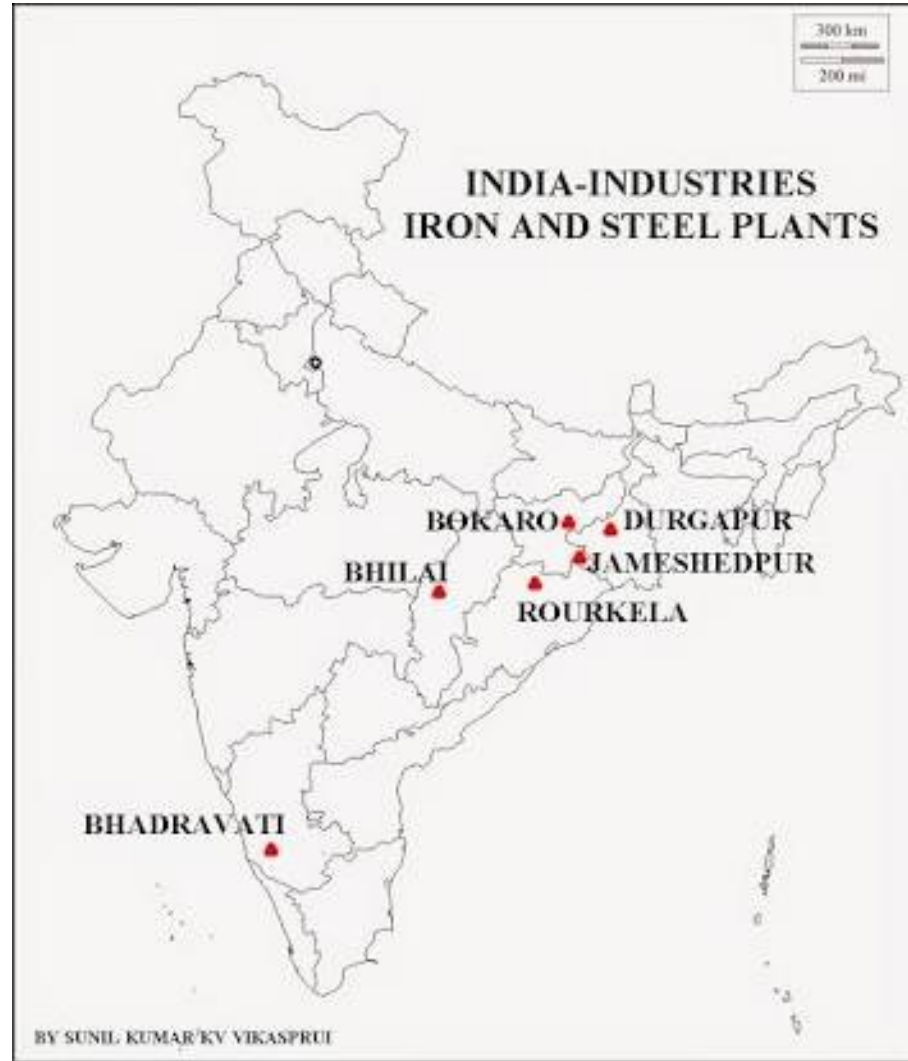 300 km
200 mi
INDIA-INDUSTRIES
IRON AND STEEL PLANTS
BOKARO
DURGAPUR
JAMESHEDPUR
BHILAI
ROURKELA
BHADRAVATI
BY SUNIL KUMAR'KV VIKASPRUI